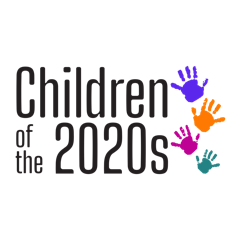 Children
of the 2020s